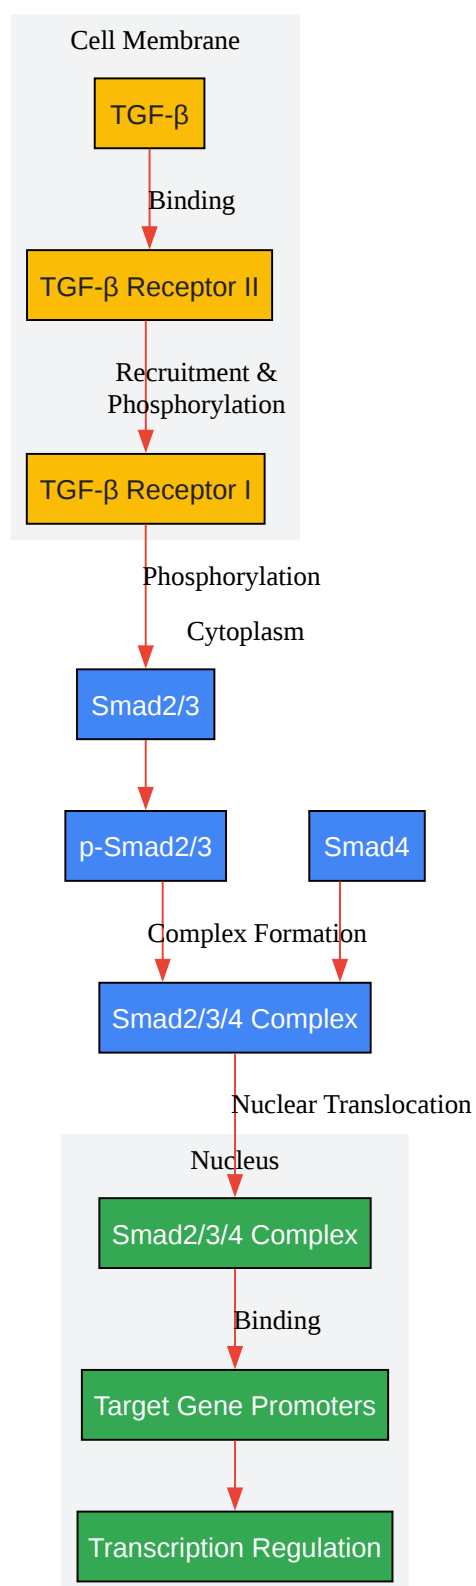 Cell Membrane
TGF-β
Binding
TGF-β Receptor II
Recruitment &
Phosphorylation
TGF-β Receptor I
Phosphorylation
Cytoplasm
Smad2/3
p-Smad2/3
Smad4
Complex Formation
Smad2/3/4 Complex
Nuclear Translocation
Nucleus
Smad2/3/4 Complex
Binding
Target Gene Promoters
Transcription Regulation